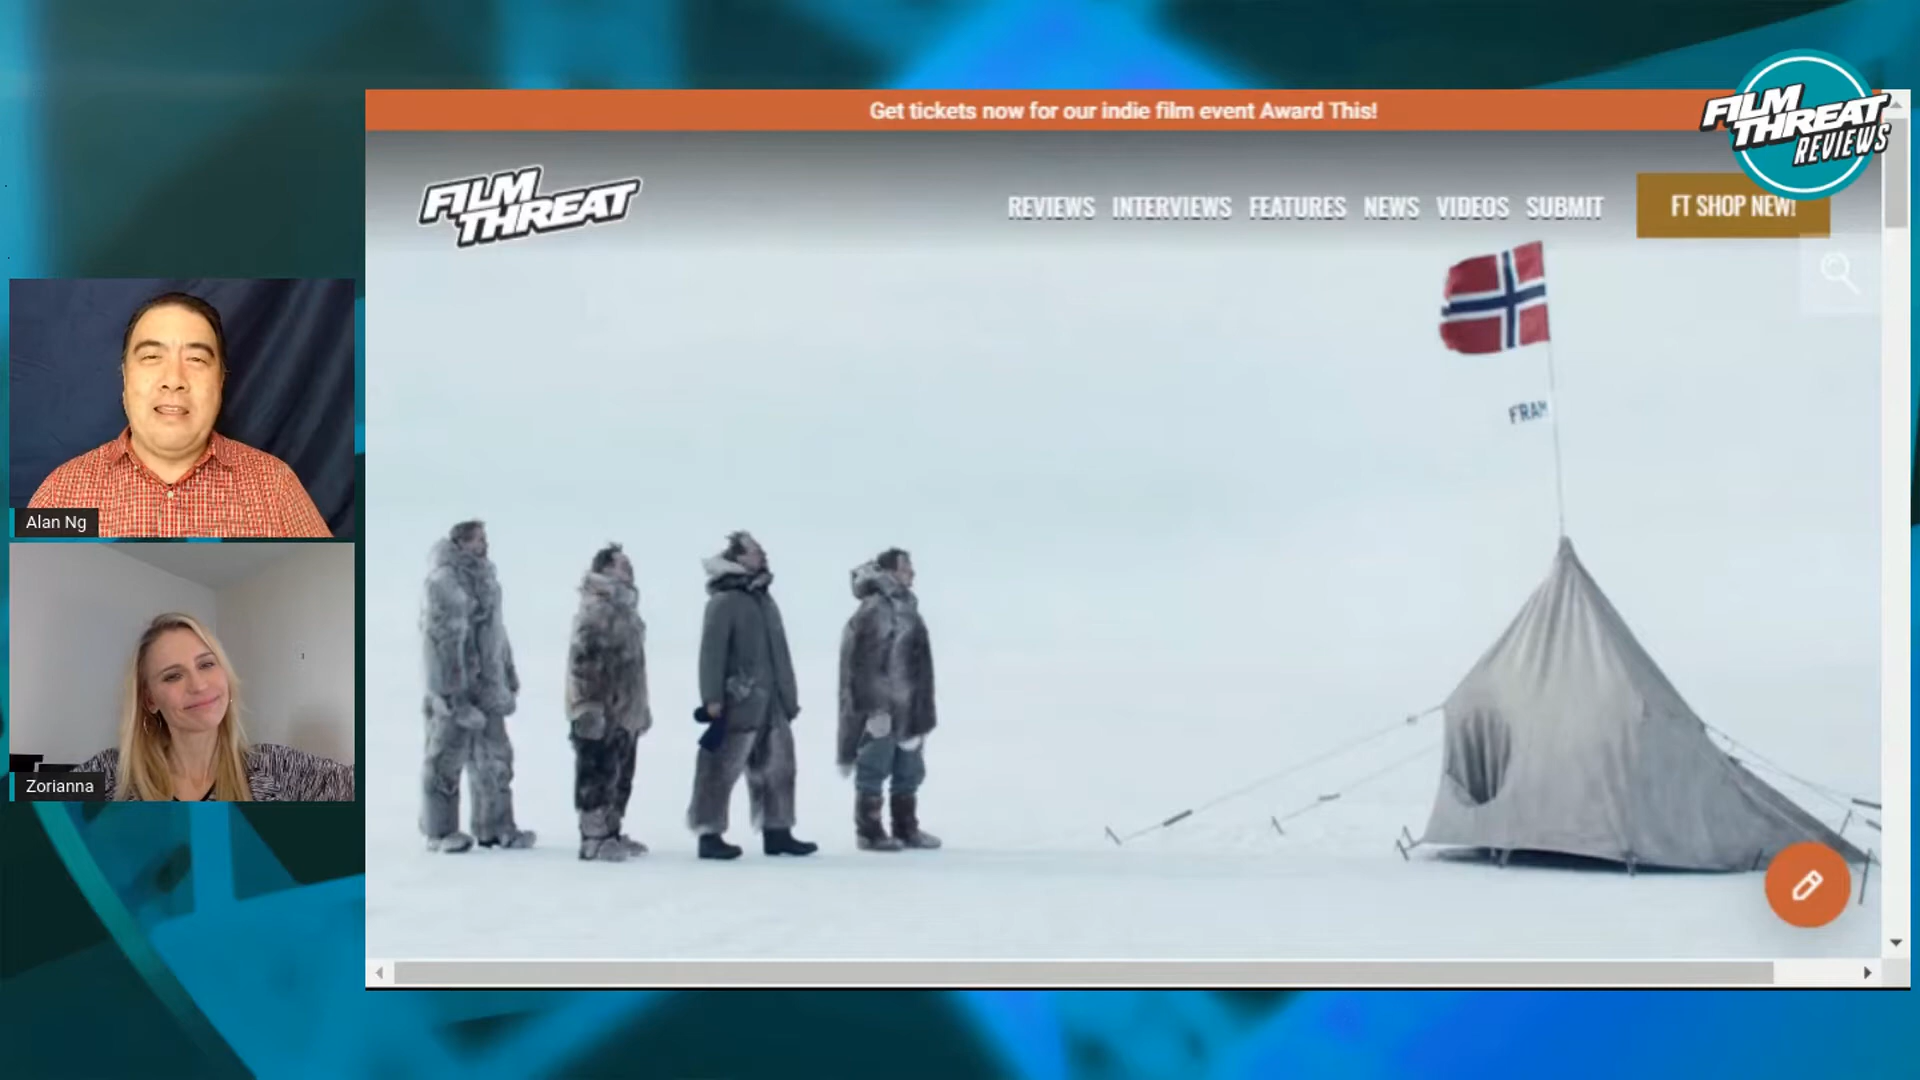 Get tickets now for our indie film event Award This!
FILM
THREAT
REVIEWS
FILM
THREAT
REVIEWS INTERVIEWS FEATURES NEWS VIDEOS SUBMIT
FT SHOP NEW!
FRAM
Alan Ng
Zorianna